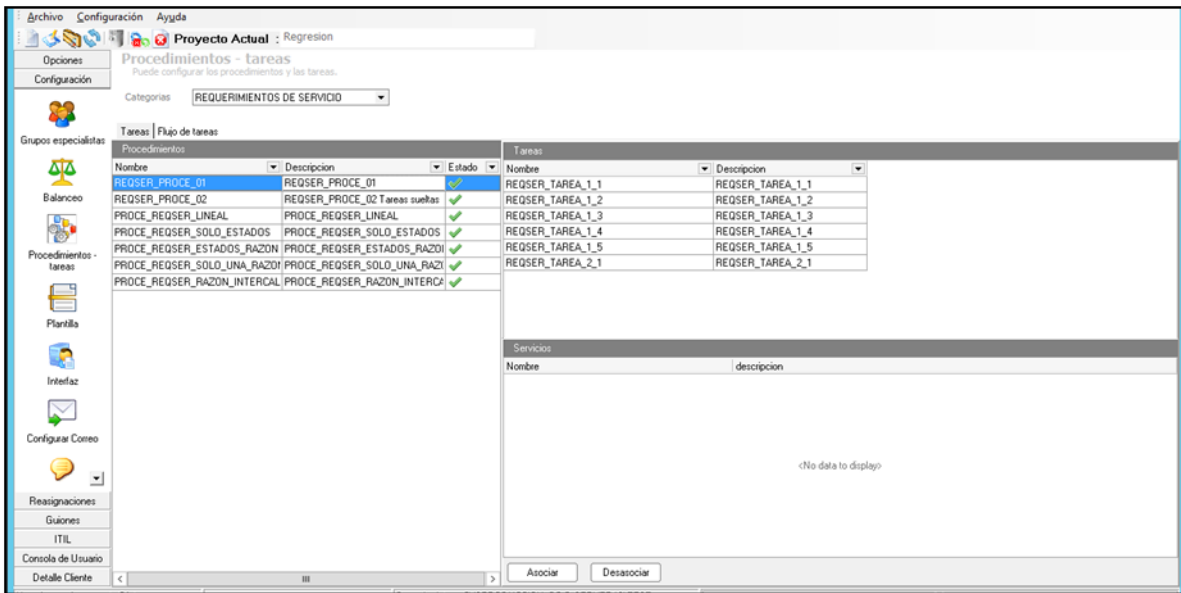 Archivo Configuración Ayuda
Proyecto Actual : Regresion
Opciones
Configuración
Grupos especialistas
Balanceo
Procedimientos - tareas
Plantilla
Interfaz
Configurar Correo
Reasignaciones
Guiones
ITIL
Consola de Usuario
Detalle Cliente
Procedimientos - tareas
Puede configurar los procedimientos y las tareas.
Categorias REQUERIMIENTOS DE SERVICIO
Tareas Flujo de tareas
Procedimientos
Nombre Descripcion Estado
REQSER_PROCE_01 REQSER_PROCE_01
REQSER_PROCE_02 REQSER_PROCE_02 Tareas sueltas
PROCE_REQSER_LINEAL PROCE_REQSER_LINEAL
PROCE_REQSER_SOLO_ESTADOS PROCE_REQSER_SOLO_ESTADOS
PROCE_REQSER_ESTADOS_RAZON PROCE_REQSER_ESTADOS_RAZO
PROCE_REQSER_SOLO_UNA_RAZO PROCE_REQSER_SOLO_UNA_RAZ
PROCE_REQSER_RAZON_INTERCAL PROCE_REQSER_RAZON_INTERCA
Tareas
Nombre Descripcion
REQSER_TAREA_1_1 REQSER_TAREA_1_1
REQSER_TAREA_1_2 REQSER_TAREA_1_2
REQSER_TAREA_1_3 REQSER_TAREA_1_3
REQSER_TAREA_1_4 REQSER_TAREA_1_4
REQSER_TAREA_1_5 REQSER_TAREA_1_5
REQSER_TAREA_2_1 REQSER_TAREA_2_1
Servicios
Nombre descripcion
<No data to display>
Asociar Desasociar